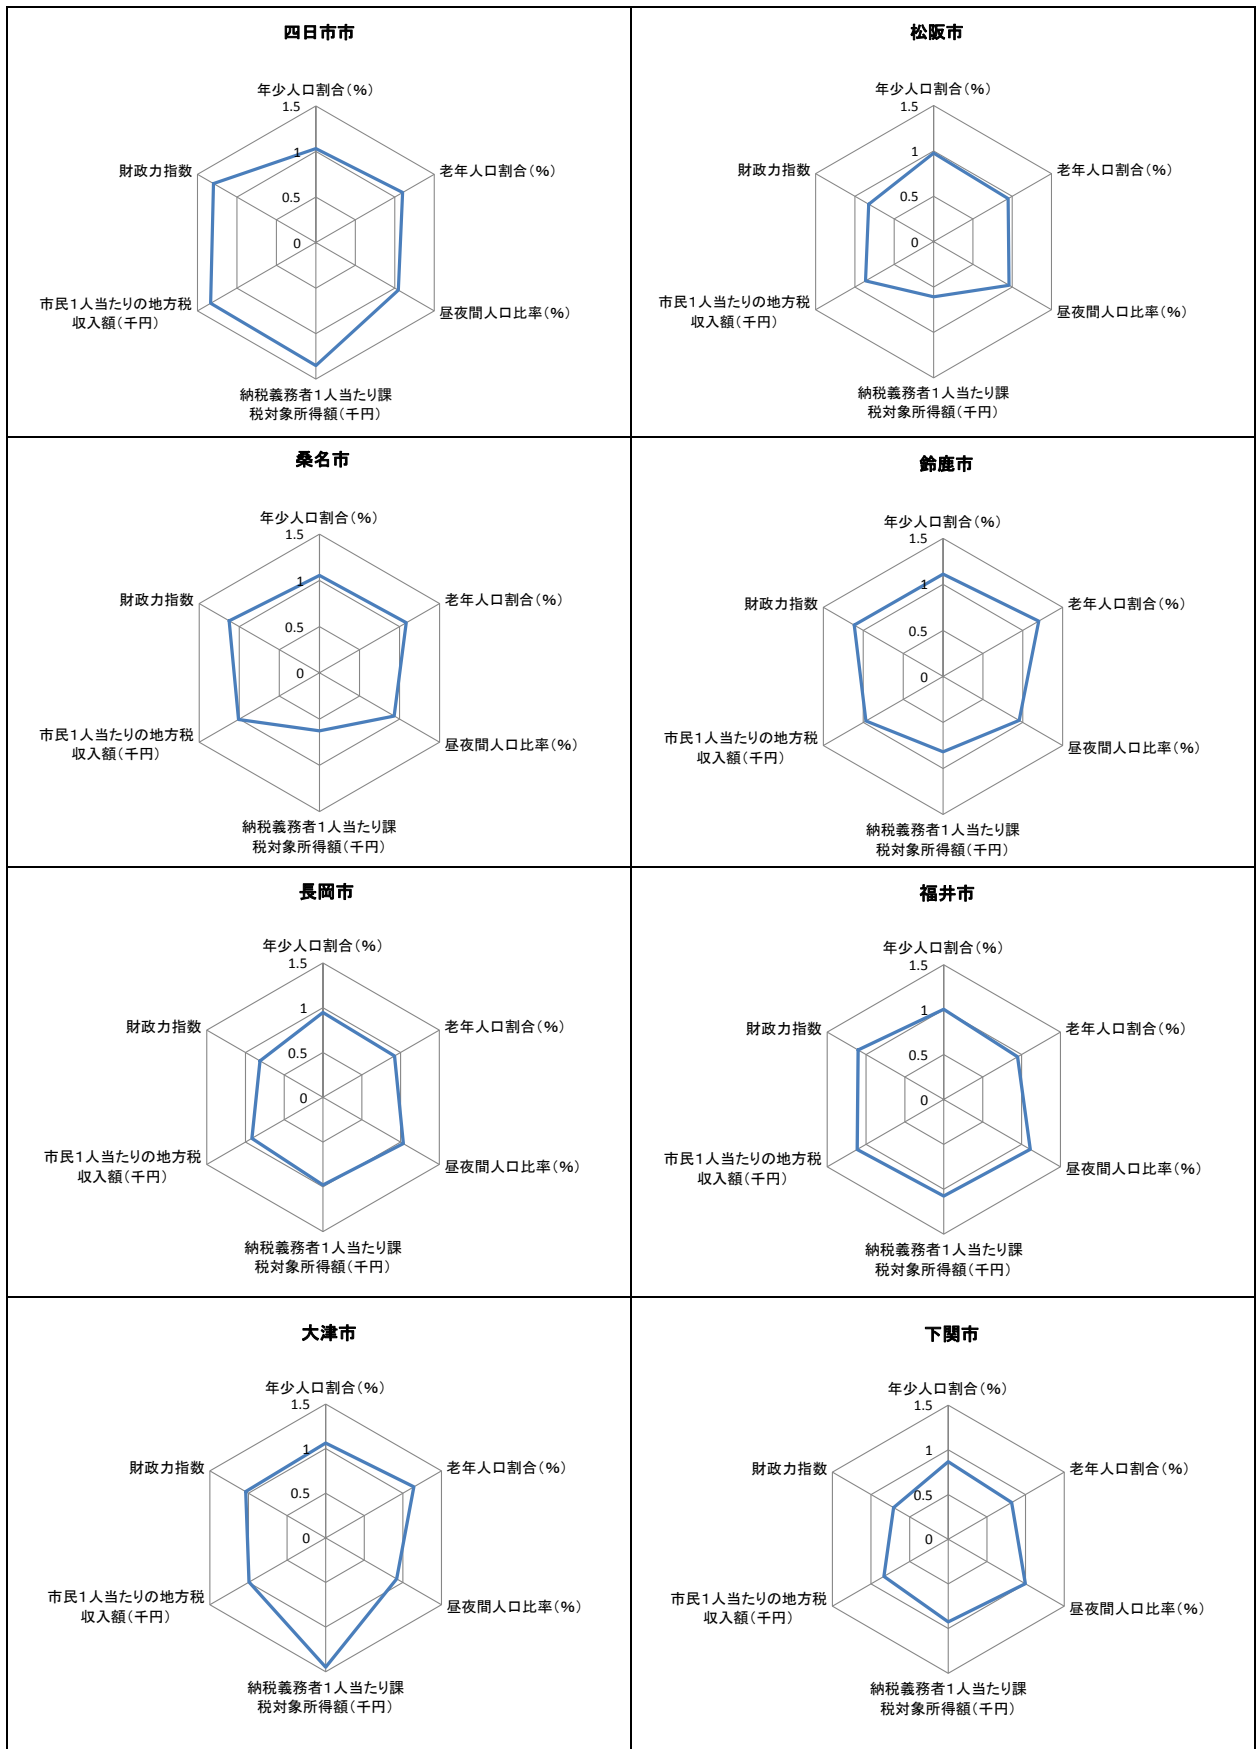 四日市市
年少人口割合(%)
1.5
財政力指数
1
老年人口割合(%)
0.5
0
市民1人当たりの地方税
収入額(千円)
昼夜間人口比率(%)
納税義務者1人当たり課
税対象所得額(千円)
松阪市
年少人口割合(%)
1.5
財政力指数
1
老年人口割合(%)
0.5
0
市民1人当たりの地方税
収入額(千円)
昼夜間人口比率(%)
納税義務者1人当たり課
税対象所得額(千円)
桑名市
年少人口割合(%)
1.5
財政力指数
1
老年人口割合(%)
0.5
0
市民1人当たりの地方税
収入額(千円)
昼夜間人口比率(%)
納税義務者1人当たり課
税対象所得額(千円)
鈴鹿市
年少人口割合(%)
1.5
財政力指数
1
老年人口割合(%)
0.5
0
市民1人当たりの地方税
収入額(千円)
昼夜間人口比率(%)
納税義務者1人当たり課
税対象所得額(千円)
長岡市
年少人口割合(%)
1.5
財政力指数
1
老年人口割合(%)
0.5
0
市民1人当たりの地方税
収入額(千円)
昼夜間人口比率(%)
納税義務者1人当たり課
税対象所得額(千円)
福井市
年少人口割合(%)
1.5
財政力指数
1
老年人口割合(%)
0.5
0
市民1人当たりの地方税
収入額(千円)
昼夜間人口比率(%)
納税義務者1人当たり課
税対象所得額(千円)
大津市
年少人口割合(%)
1.5
財政力指数
1
老年人口割合(%)
0.5
0
市民1人当たりの地方税
収入額(千円)
昼夜間人口比率(%)
納税義務者1人当たり課
税対象所得額(千円)
下関市
年少人口割合(%)
1.5
財政力指数
1
老年人口割合(%)
0.5
0
市民1人当たりの地方税
収入額(千円)
昼夜間人口比率(%)
納税義務者1人当たり課
税対象所得額(千円)